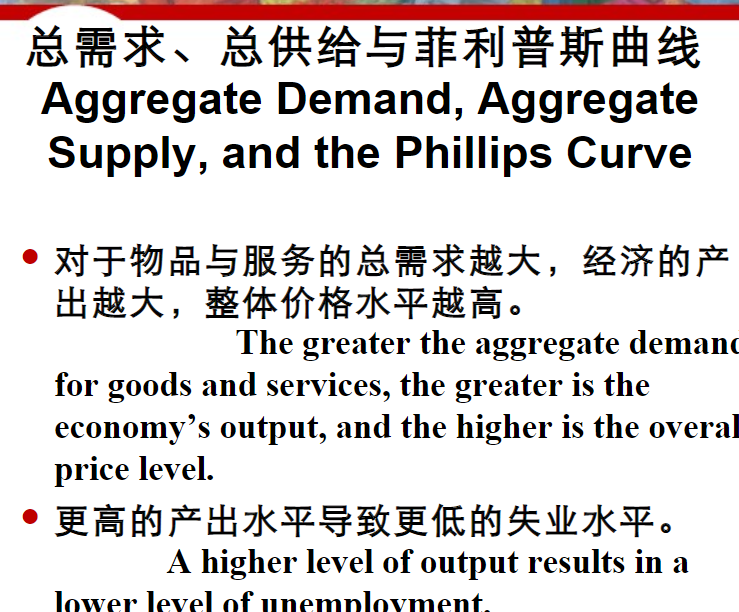 总需求、总供给与菲利普斯曲线
Aggregate Demand, Aggregate
Supply, and the Phillips Curve
对于物品与服务的总需求越大，经济的产
出越大，整体价格水平越高。
The greater the aggregate demand
for goods and services, the greater is the
economy’s output, and the higher is the overal
price level.
更高的产出水平导致更低的失业水平。
A higher level of output results in a
lower level of unemployment.